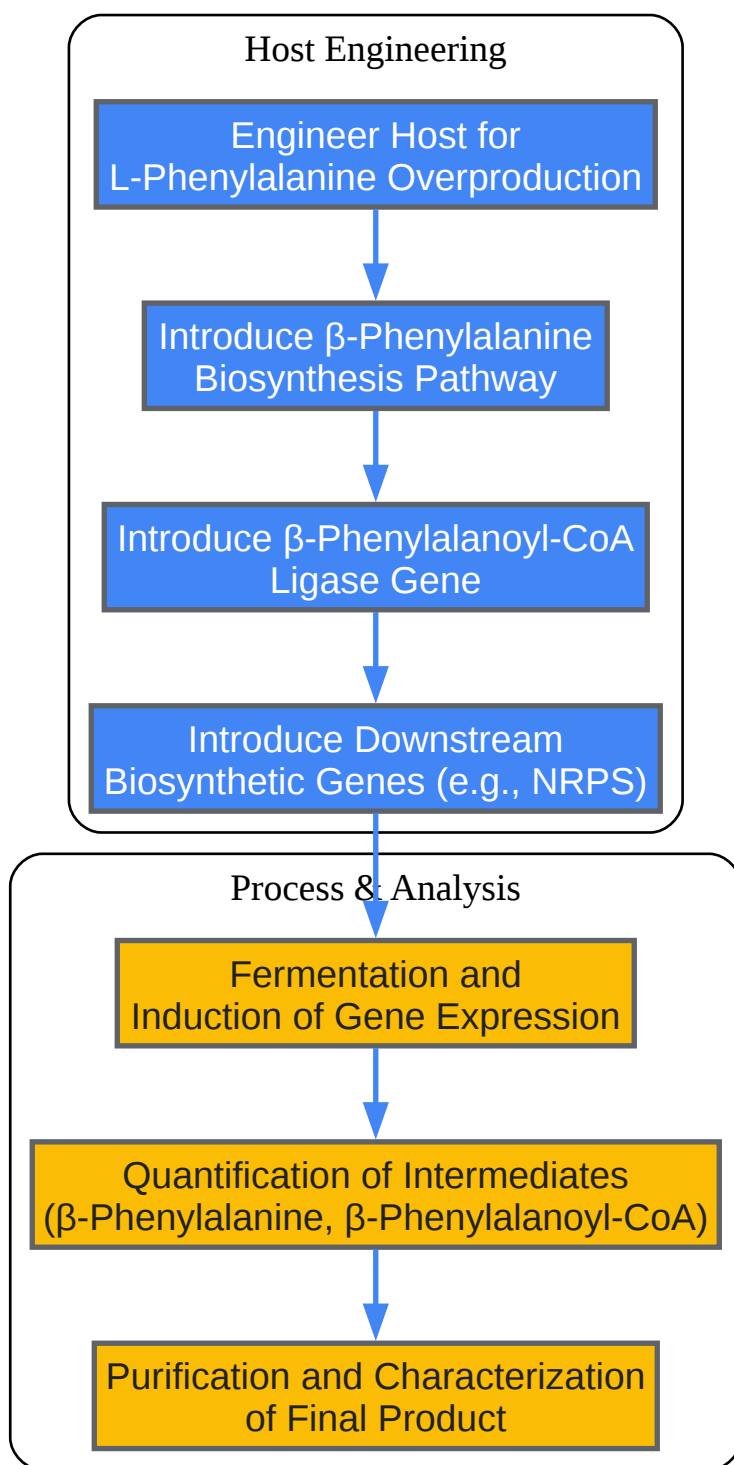 Host Engineering
Engineer Host for
L-Phenylalanine Overproduction
Introduce β-Phenylalanine
Biosynthesis Pathway
Introduce β-Phenylalanoyl-CoA
Ligase Gene
Introduce Downstream
Biosynthetic Genes (e.g., NRPS)
Process & Analysis
Fermentation and
Induction of Gene Expression
Quantification of Intermediates
(β-Phenylalanine, β-Phenylalanoyl-CoA)
Purification and Characterization
of Final Product